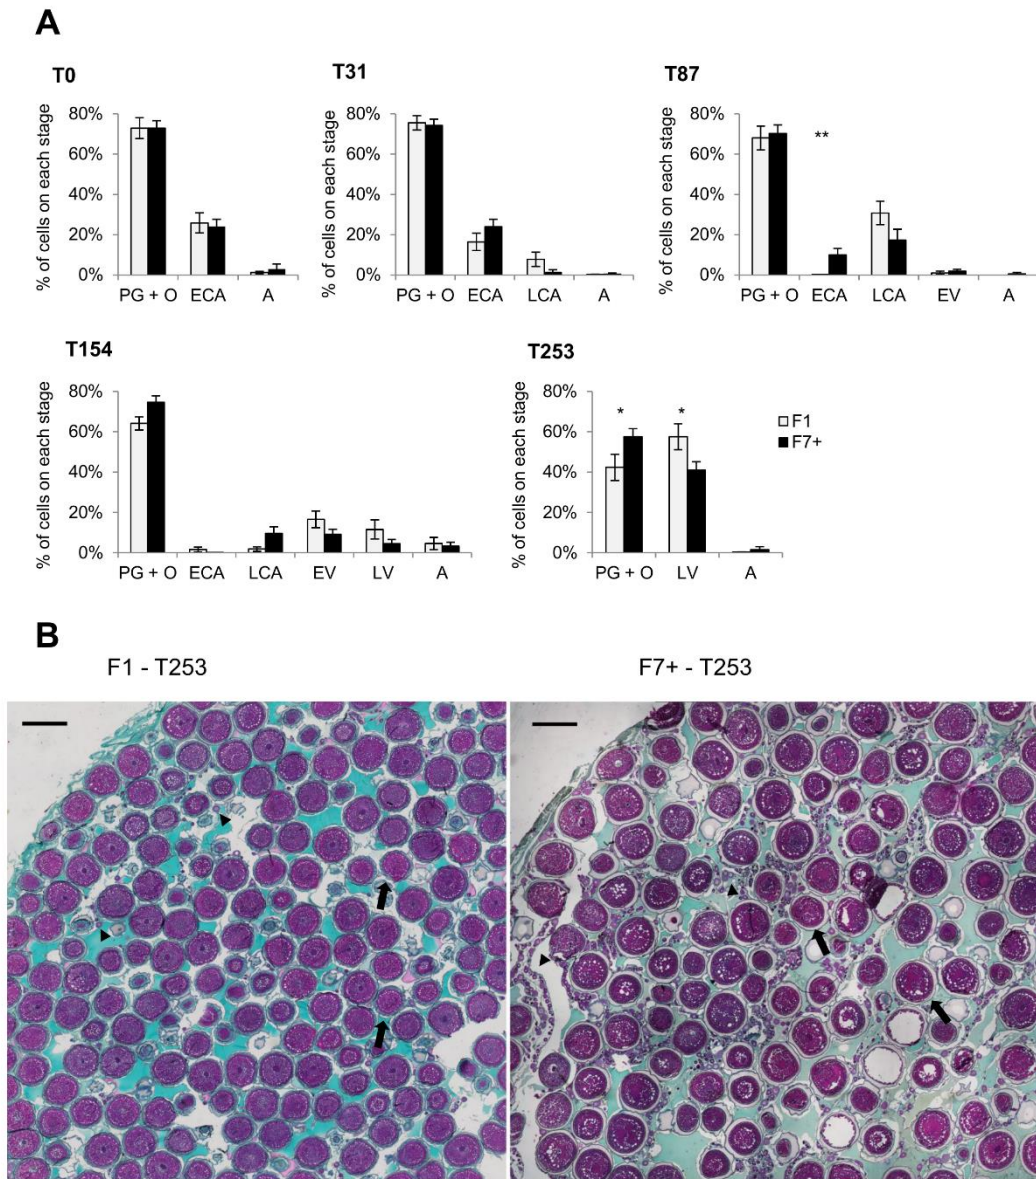 A
T0
% of cells on each stage
80%
60%
40%
20%
0%
PG + O ECA A
T31
% of cells on each stage
80%
60%
40%
20%
0%
PG + O ECA LCA A
T87
% of cells on each stage
80%
60%
40%
20%
0%
**
PG + O ECA LCA EV A
T154
% of cells on each stage
80%
60%
40%
20%
0%
PG + O ECA LCA EV LV A
T253
% of cells on each stage
80%
60%
40%
20%
0%
* *
PG + O LV A
F1
F7+
B
F1 - T253
F7+ - T253